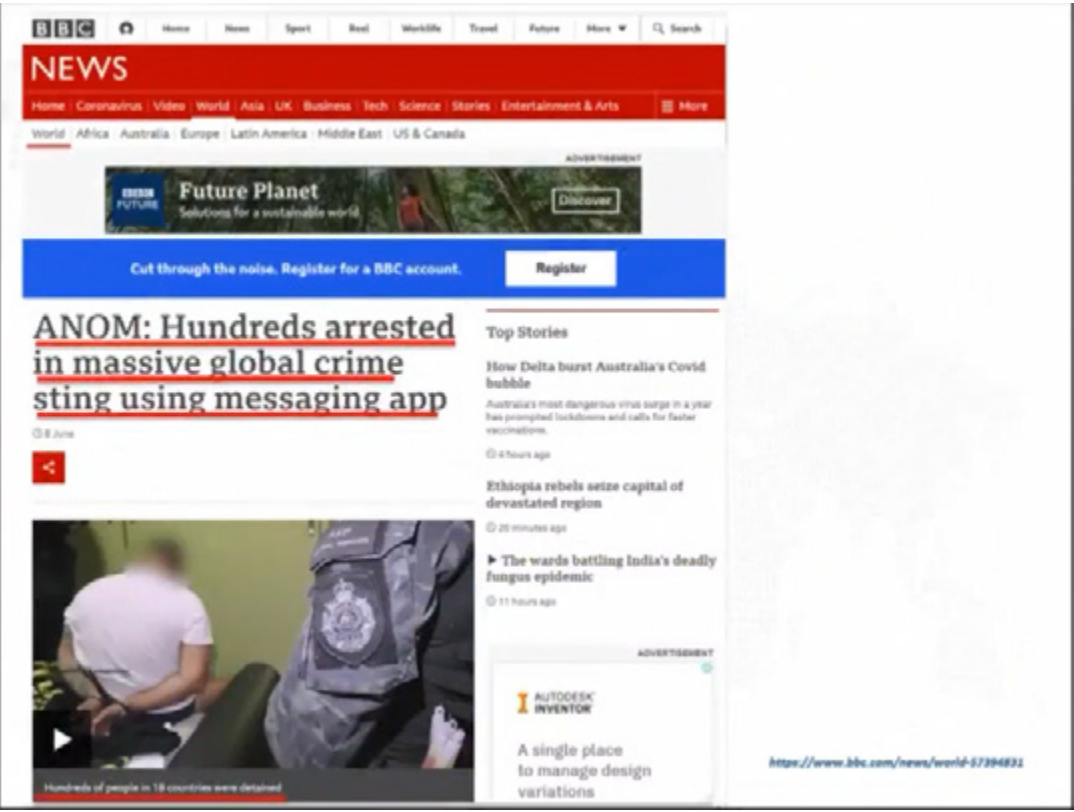 BBC
Home News Sport Reel Worklife Travel Future More Search
NEWS
Home Coronavirus Video World Asia UK Business Tech Science Stories Entertainment & Arts More
World Africa Australia Europe Latin America Middle East US & Canada
ADVERTISEMENT
BBC
FUTURE
Future Planet
Solutions for a sustainable world
Discover
Cut through the noise. Register for a BBC account.
Register
ANOM: Hundreds arrested
in massive global crime
sting using messaging app
8 June
Hundreds of people in 18 countries were detained
Top Stories
How Delta burst Australia's Covid
bubble
Australia's most dangerous virus surge in a year
has prompted lockdowns and calls for faster
vaccinations.
4 hours ago
Ethiopia rebels seize capital of
devastated region
20 minutes ago
The wards battling India's deadly
fungus epidemic
11 hours ago
ADVERTISEMENT
AUTODESK
INVENTOR
A single place
to manage design
variations
https://www.bbc.com/news/world-57394831